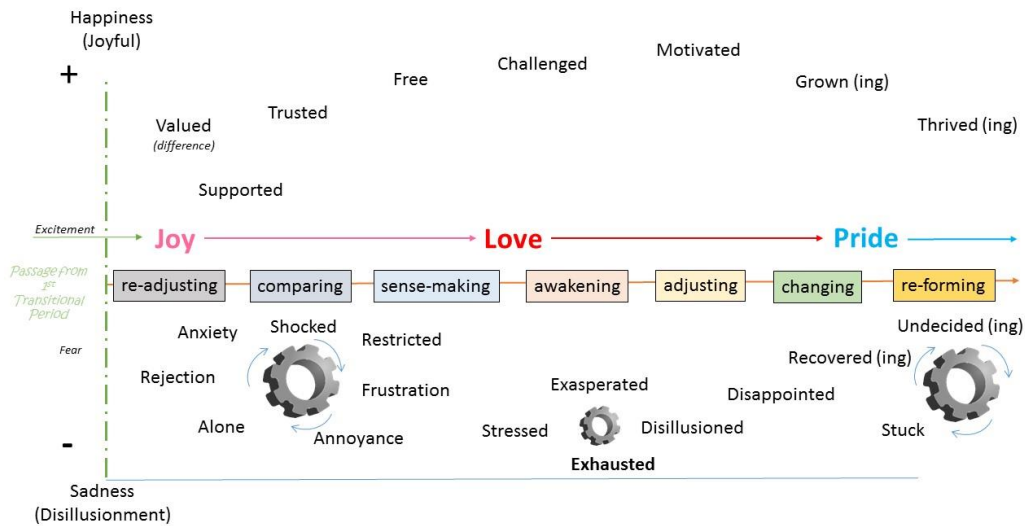 Happiness
(Joyful)
+
Motivated
Challenged
Free
Grown (ing)
Trusted
Valued
(difference)
Thrived (ing)
Supported
Excitement
Joy
Love
Pride
Passage from
1st
Transitional
Period
re-adjusting
comparing
sense-making
awakening
adjusting
changing
re-forming
Anxiety
Shocked
Restricted
Undecided (ing)
Fear
Recovered (ing)
Rejection
Frustration
Exasperated
Disappointed
Alone
Annoyance
Stressed
Disillusioned
Stuck
-
Exhausted
Sadness
(Disillusionment)